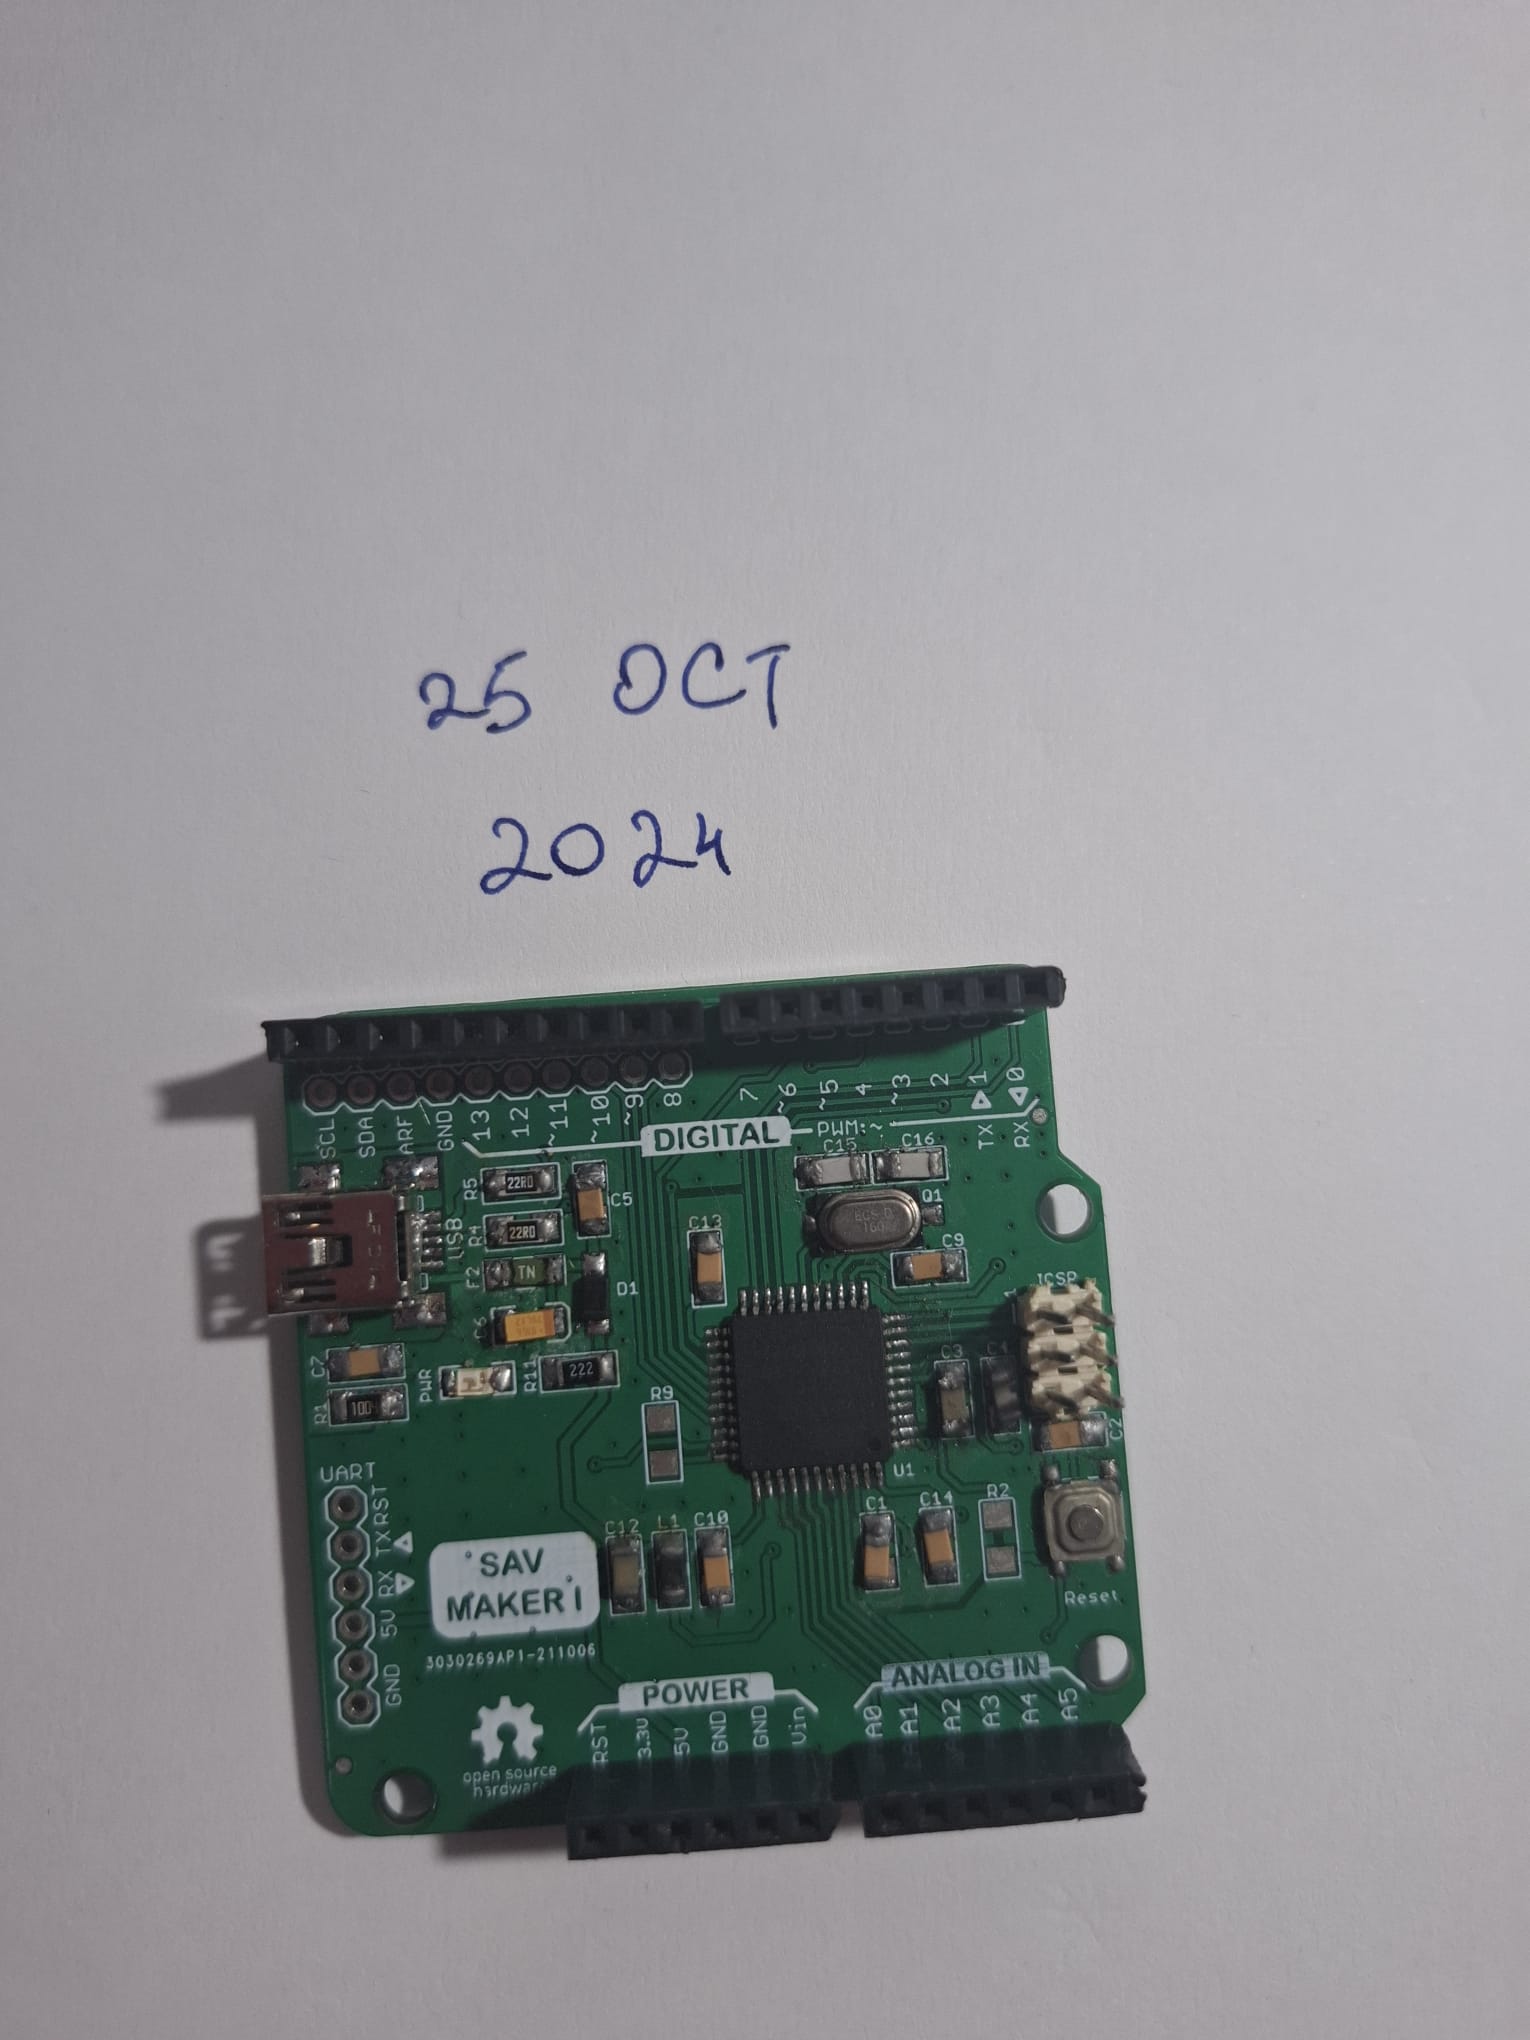 25 OCT
2024
SCL
SDA
ARF
GND
13
12
~11
~10
~9
8
7
~6
~5
4
~3
2
TX 1
RX 0
DIGITAL
PWM:~
C15
C16
Q1
R5
22R0
C5
R4
22R0
USB
F2
TN
D1
C13
C9
ICSP
1
C6
C7
PWR
R11
222
R1
1004
R9
C3
C2
U1
UART
RST
TX
RX
5V
GND
C12
L1
C10
C1
C14
R2
Reset
SAV
MAKER I
3030269AP1-211006
open source
hardware
POWER
RST
3.3V
5V
GND
GND
Vin
ANALOG IN
A0
A1
A2
A3
A4
A5